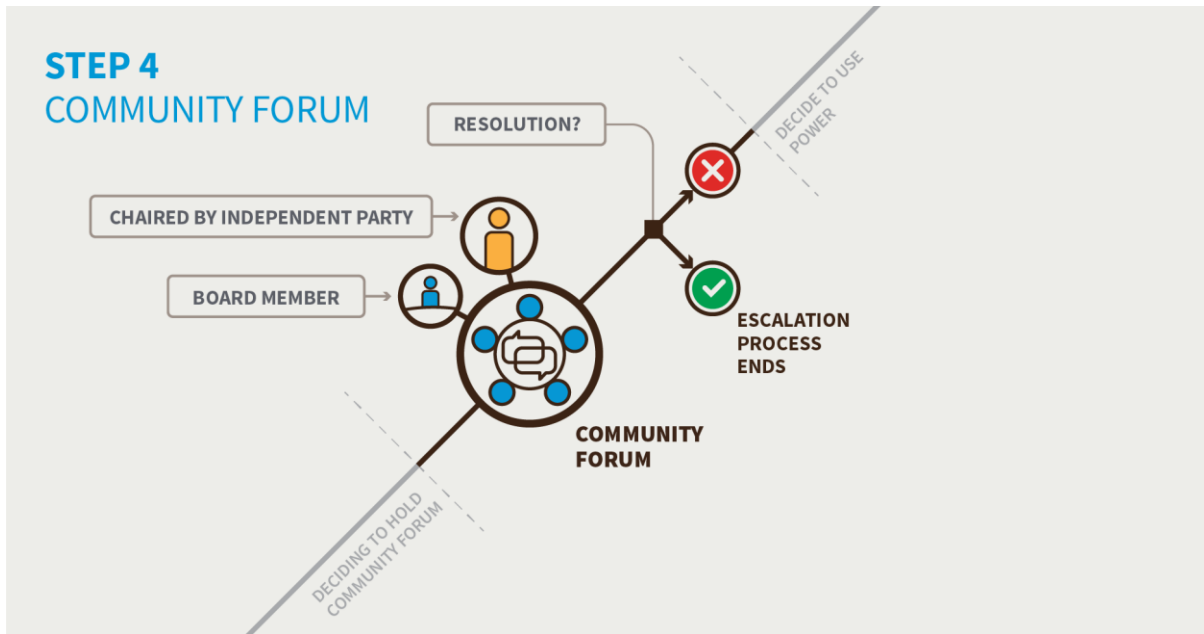 STEP 4
COMMUNITY FORUM
RESOLUTION?
DECIDE TO USE
POWER
CHAIRED BY INDEPENDENT PARTY
BOARD MEMBER
ESCALATION
PROCESS
ENDS
COMMUNITY
FORUM
DECIDING TO HOLD
COMMUNITY FORUM